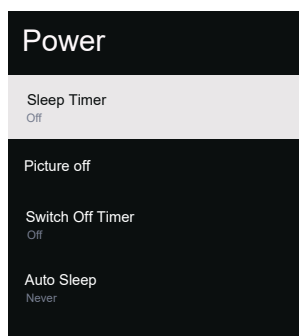 Power
Sleep Timer
Off
Picture off
Switch Off Timer
Off
Auto Sleep
Never